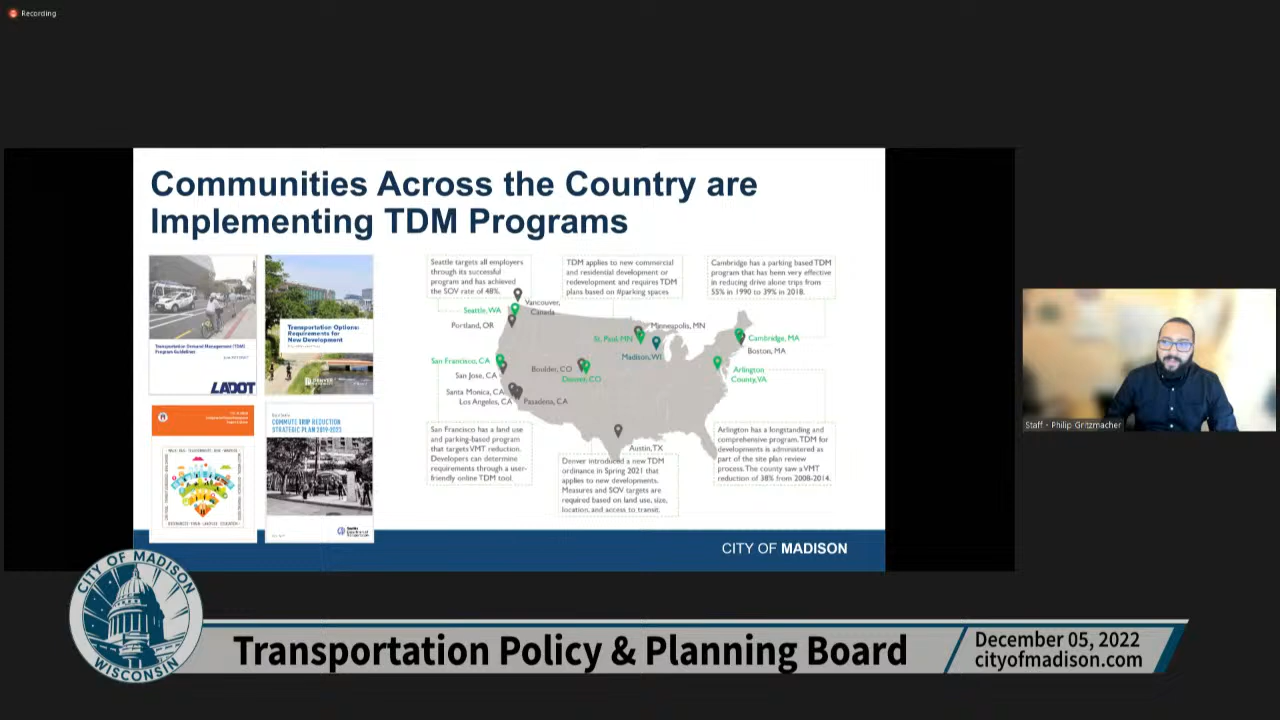 Recording
Communities Across the Country are
Implementing TDM Programs
Transportation Demand Management (TDM)
Program Guidelines
LADOT
Transportation Options:
Requirements for
New Development
DENVER
COMMUTE TRIP REDUCTION
STRATEGIC PLAN 2019-2023
Seattle
Department of
Transportation
Seattle targets all employers
through its successful
program and has achieved
the SOV rate of 48%.
TDM applies to new commercial
and residential development or
redevelopment and requires TDM
plans based on #parking spaces
Cambridge has a parking based TDM
program that has been very effective
in reducing drive alone trips from
55% in 1990 to 39% in 2018.
Vancouver,
Canada
Seattle, WA
Portland, OR
Minneapolis, MN
St. Paul, MN
Madison, WI
Cambridge, MA
Boston, MA
San Francisco, CA
San Jose, CA
Boulder, CO
Denver, CO
Arlington
County, VA
Santa Monica, CA
Los Angeles, CA
Pasadena, CA
Austin, TX
San Francisco has a land use
and parking-based program
that targets VMT reduction.
Developers can determine
requirements through a user-
friendly online TDM tool.
Denver introduced a new TDM
ordinance in Spring 2021 that
applies to new developments.
Measures and SOV targets are
required based on land use, size,
location, and access to transit.
Arlington has a longstanding and
comprehensive program. TDM for
developments is administered as
part of the site plan review
process. The county saw a VMT
reduction of 38% from 2008-2014.
CITY OF MADISON
Staff - Philip Gritzmacher
CITY OF MADISON
WISCONSIN
Transportation Policy & Planning Board
December 05, 2022
cityofmadison.com